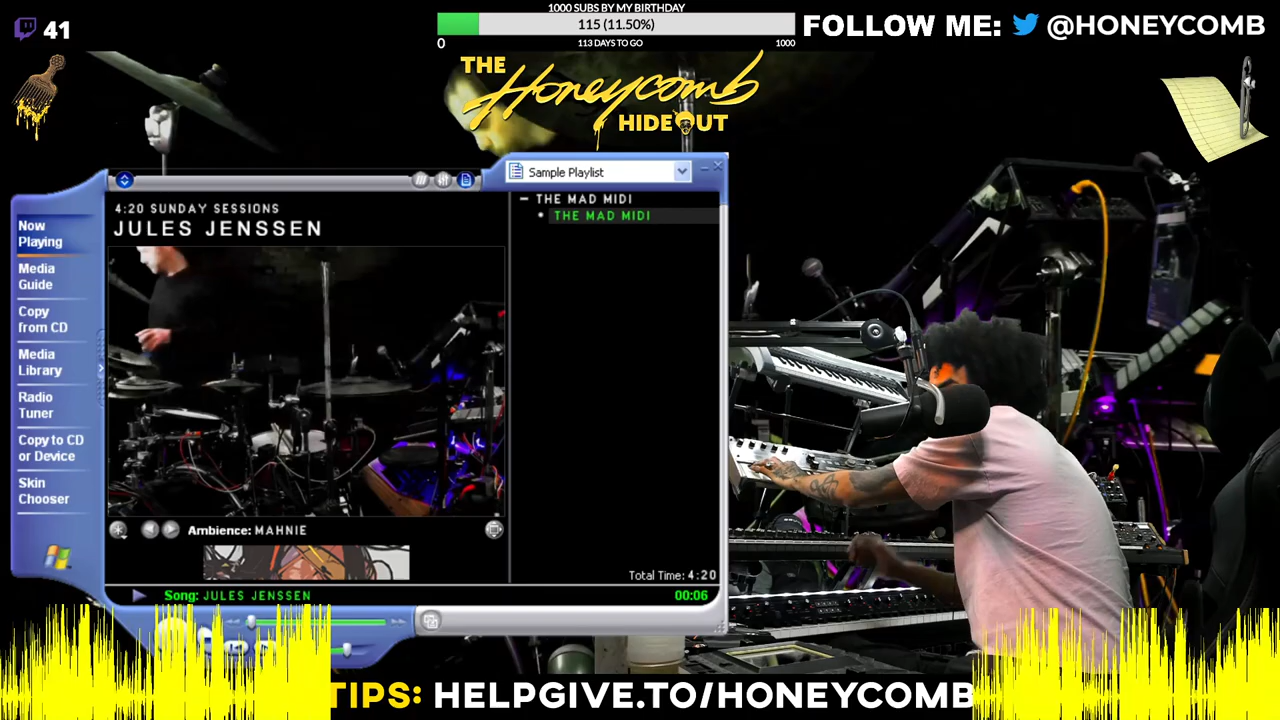 41
1000 SUBS BY MY BIRTHDAY
115 (11.50%)
0
113 DAYS TO GO
1000
FOLLOW ME: @HONEYCOMB
THE
Honeycomb
HIDEOUT
Sample Playlist
4:20 SUNDAY SESSIONS
JULES JENSSEN
THE MAD MIDI
THE MAD MIDI
Now
Playing
Media
Guide
Copy
from CD
Media
Library
Radio
Tuner
Copy to CD
or Device
Skin
Chooser
Ambience: MAHNIE
Total Time: 4:20
Song: JULES JENSSEN
00:06
TIPS: HELPGIVE.TO/HONEYCOMB